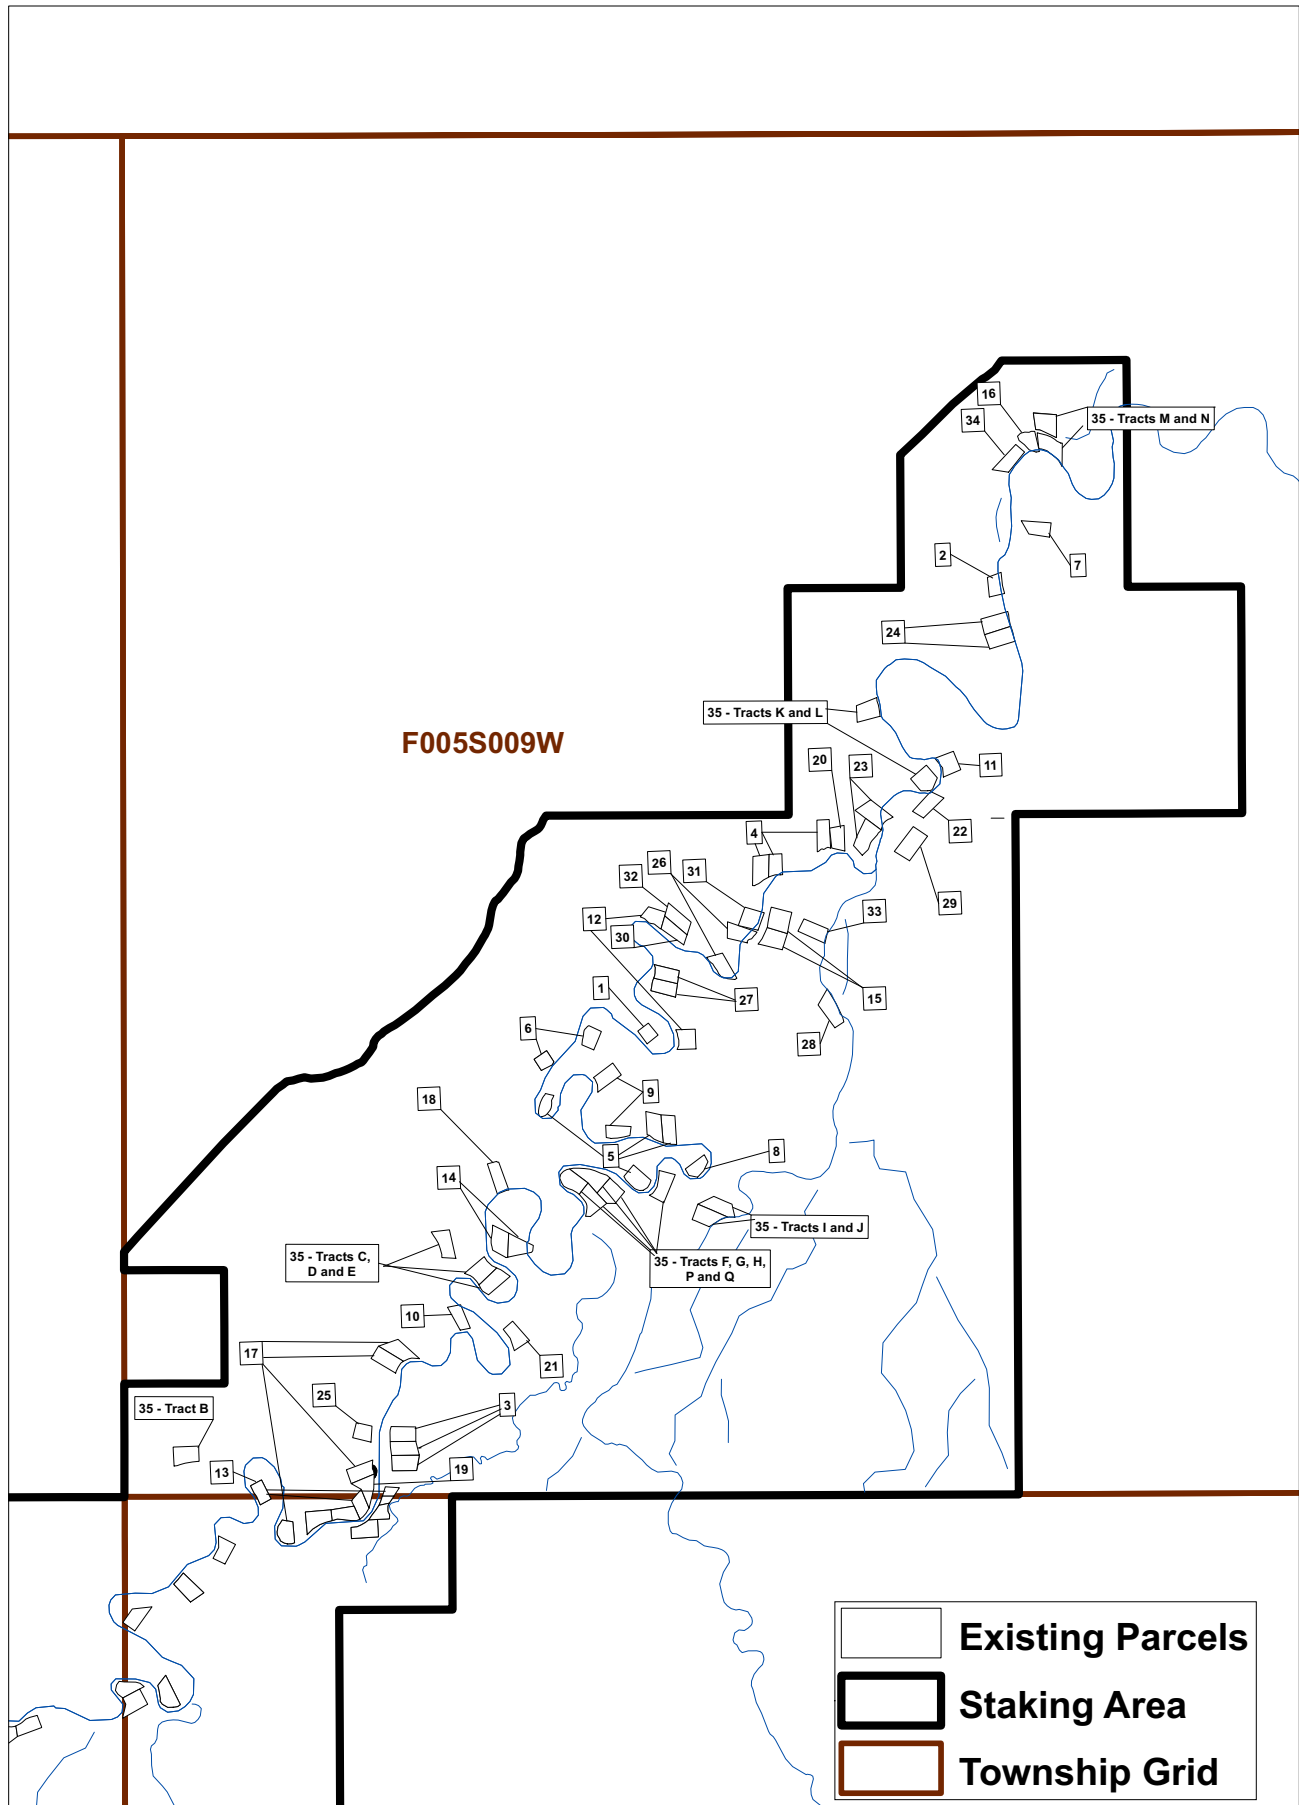 16
34
35 - Tracts M and N
2
7
24
35 - Tracts K and L
F005S009W
20
23
11
4
22
26
31
32
12
30
33
29
1
27
15
6
28
18
9
5
8
14
35 - Tracts I and J
35 - Tracts C,
D and E
35 - Tracts F, G, H,
P and Q
10
17
21
25
3
35 - Tract B
13
19
Existing Parcels
Staking Area
Township Grid